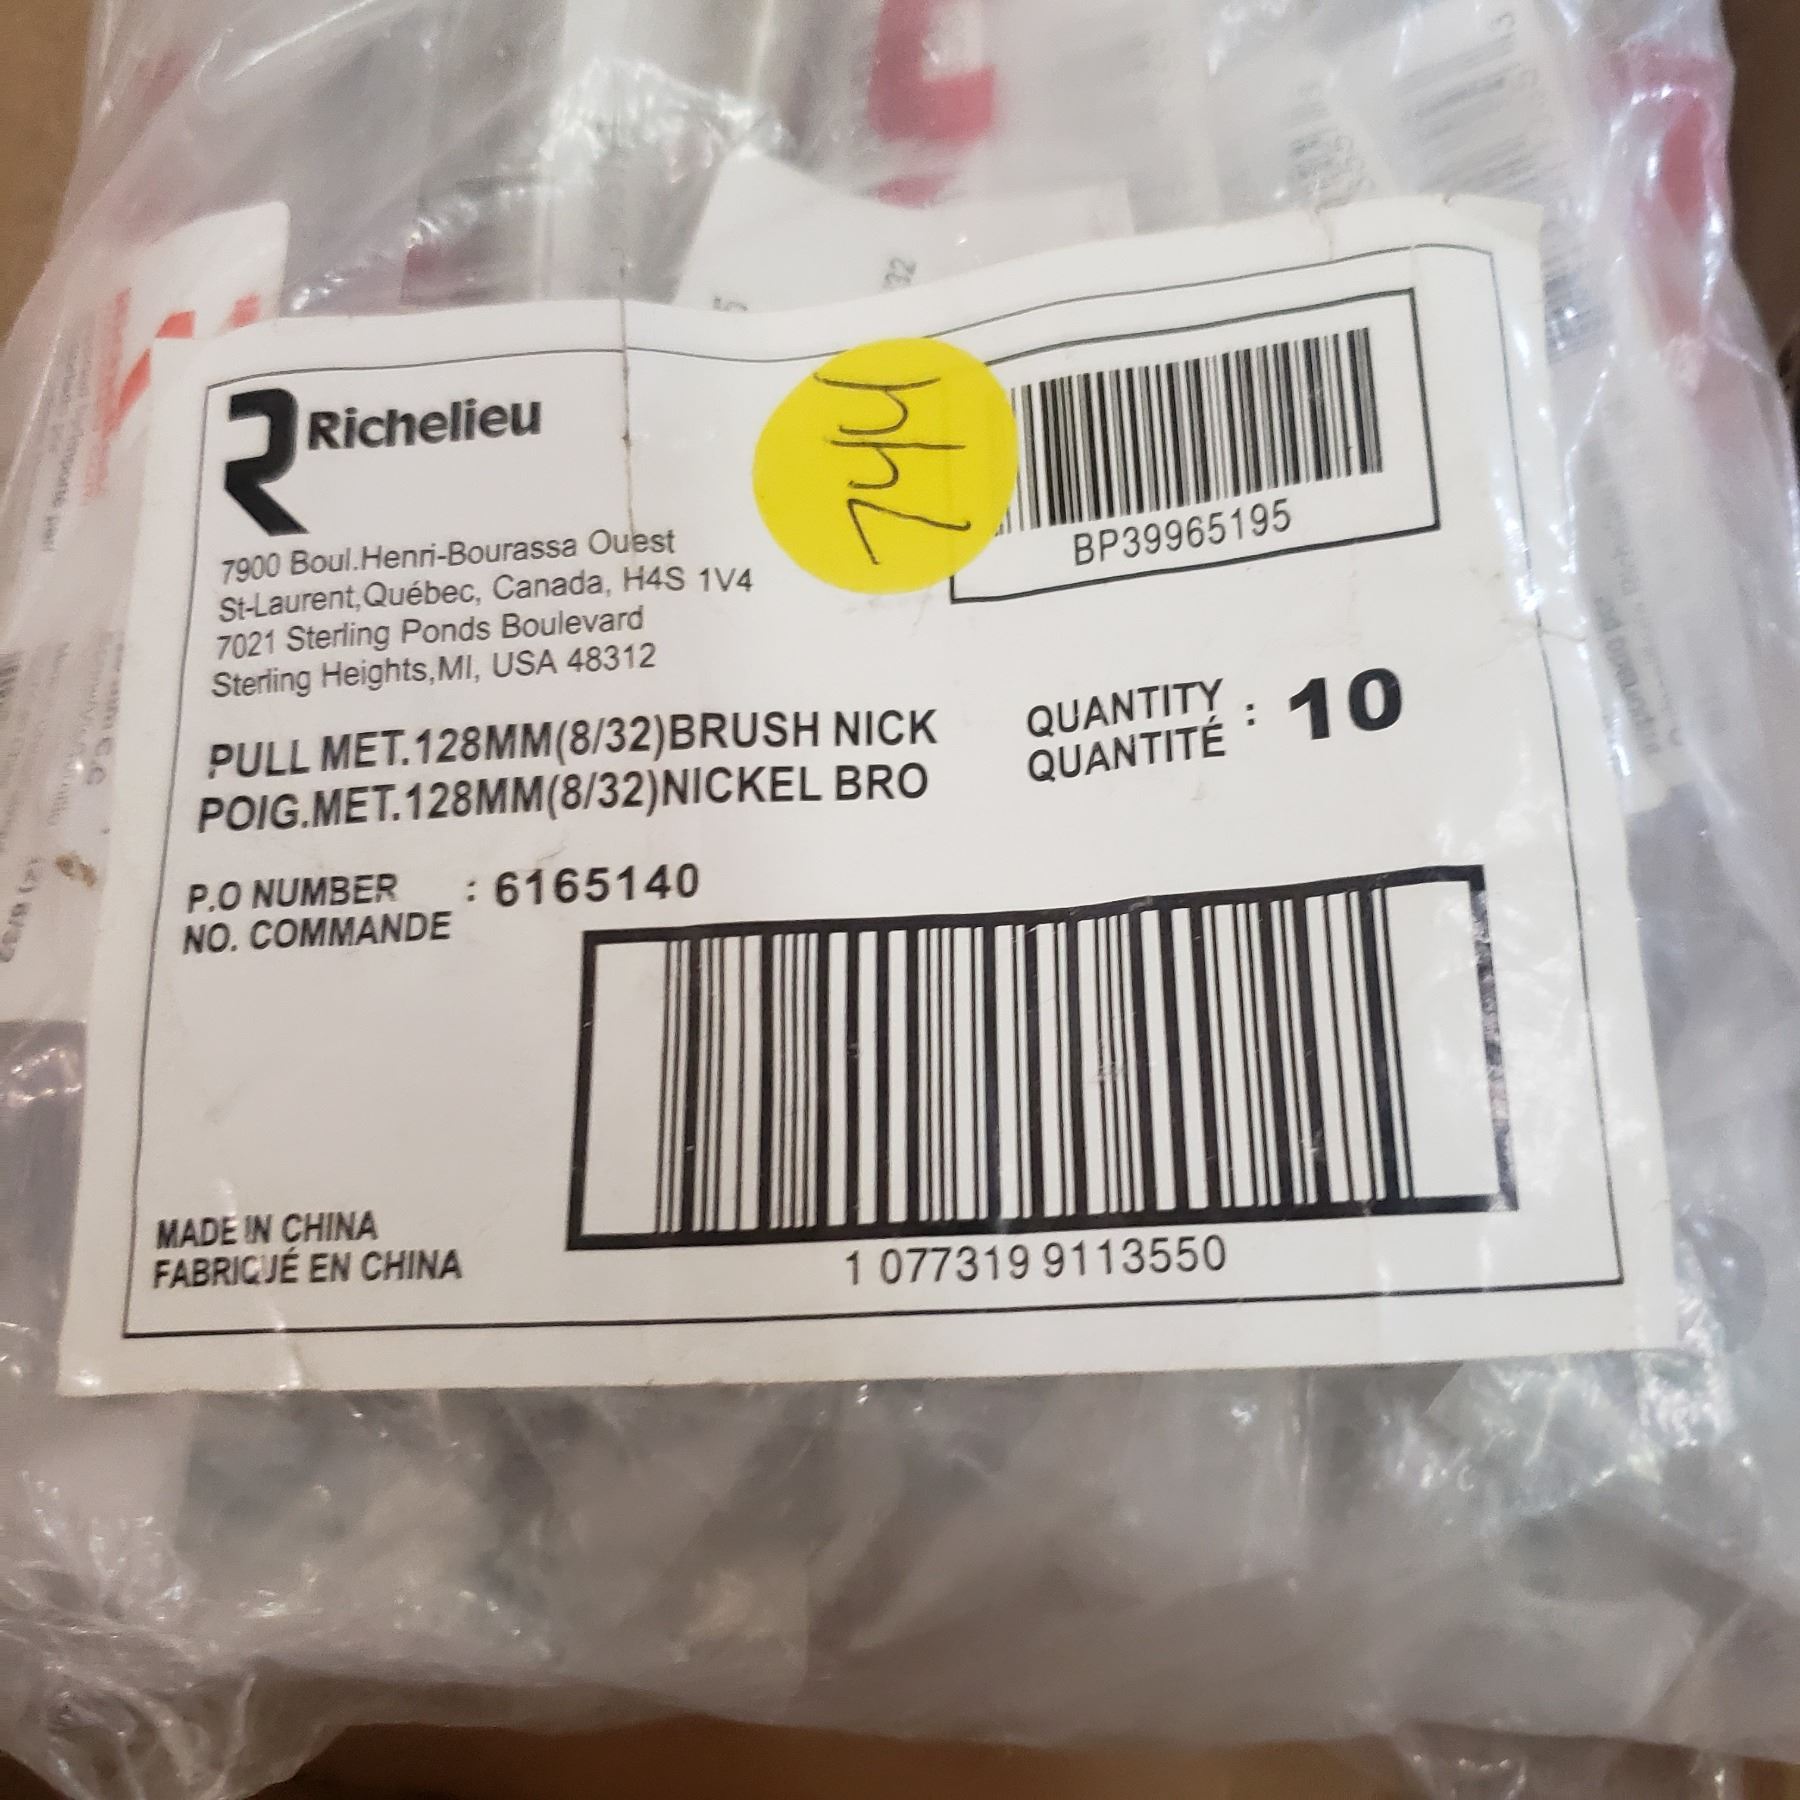 Richelieu
7900 Boul.Henri-Bourassa Ouest
St-Laurent,Québec, Canada, H4S 1V4
7021 Sterling Ponds Boulevard
Sterling Heights,MI, USA 48312
744
BP39965195
PULL MET.128MM(8/32)BRUSH NICK
POIG.MET.128MM(8/32)NICKEL BRO
QUANTITY
QUANTITÉ : 10
P.O NUMBER : 6165140
NO. COMMANDE
MADE IN CHINA
FABRIQUÉ EN CHINA
1 077319 9113550
32